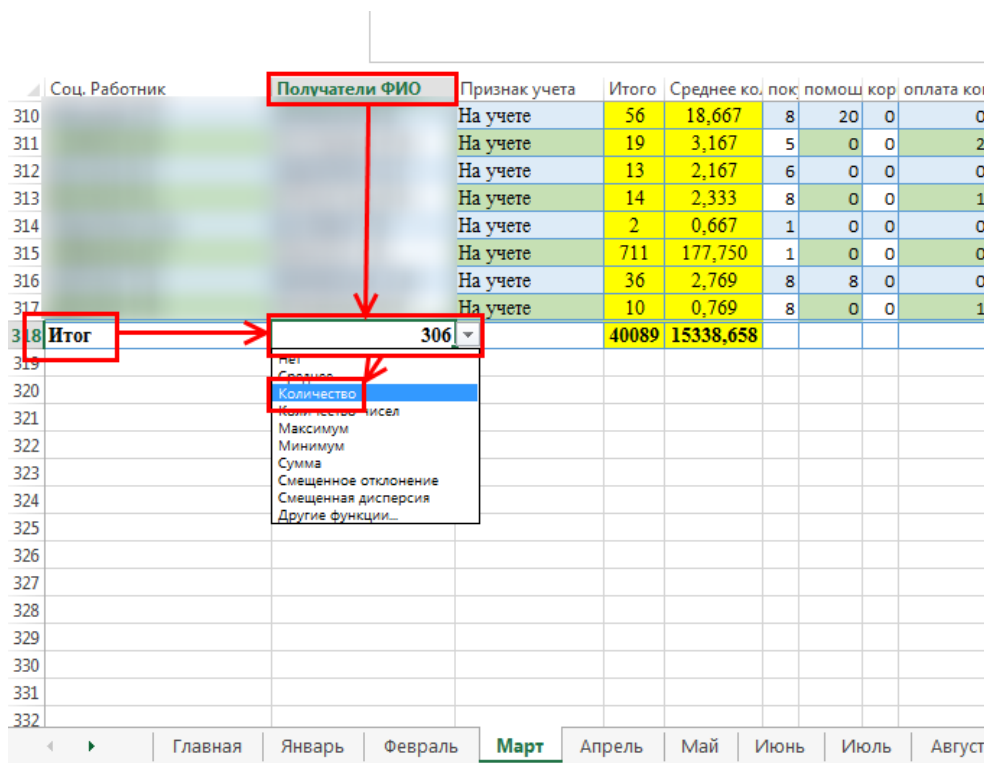 Соц. Работник Получатели ФИО Признак учета Итого Среднее кол пок помощ кор оплата ком
310 На учете 56 18,667 8 20 0 0
311 На учете 19 3,167 5 0 0 2
312 На учете 13 2,167 6 0 0 0
313 На учете 14 2,333 8 0 0 1
314 На учете 2 0,667 1 0 0 0
315 На учете 711 177,750 1 0 0 0
316 На учете 36 2,769 8 8 0 0
317 На учете 10 0,769 8 0 0 1
318 Итог 306 40089 15338,658
319 Нет
Среднее
320 Количество
321 Количество чисел
Максимум
322 Минимум
323 Сумма
Смещенное отклонение
324 Смещенная дисперсия
325 Другие функции...
326
327
328
329
330
331
332
Главная Январь Февраль Март Апрель Май Июнь Июль Август